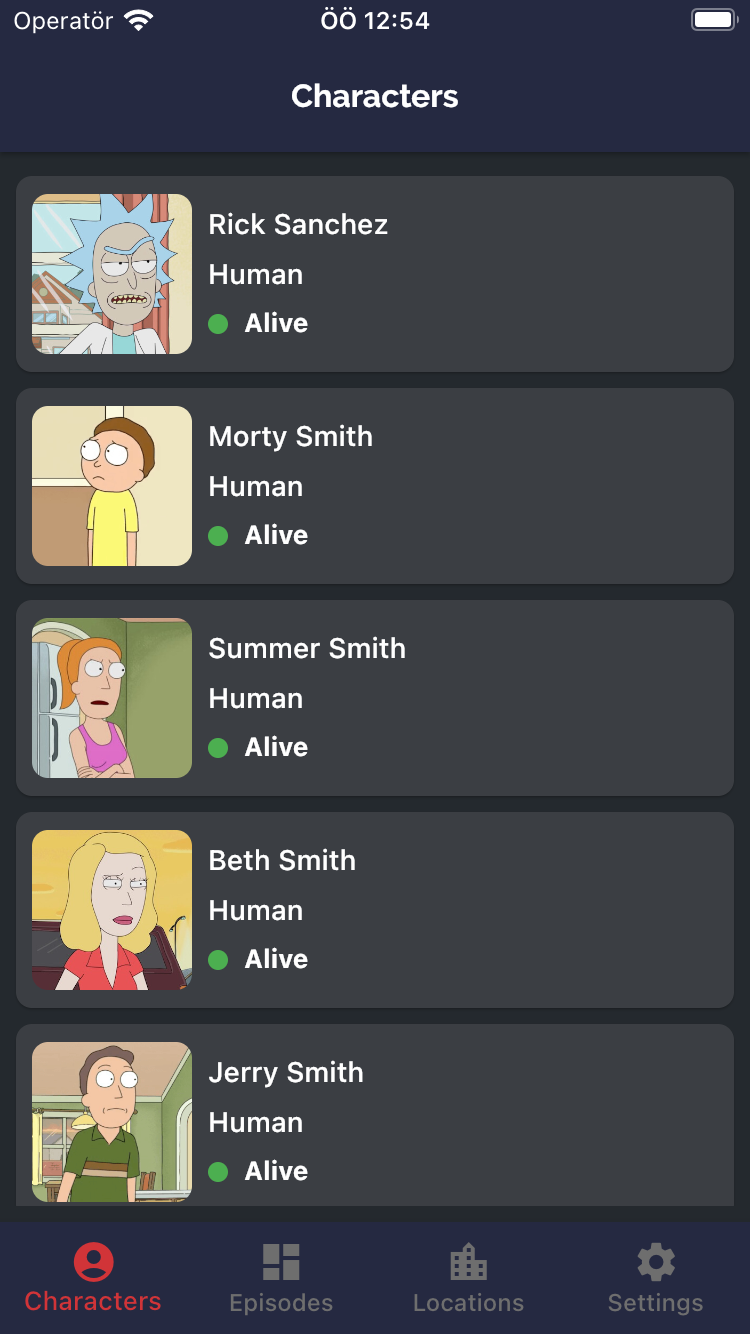 Operatör ÖÖ 12:54
Characters
Rick Sanchez
Human
Alive
Morty Smith
Human
Alive
Summer Smith
Human
Alive
Beth Smith
Human
Alive
Jerry Smith
Human
Alive
Characters Episodes Locations Settings